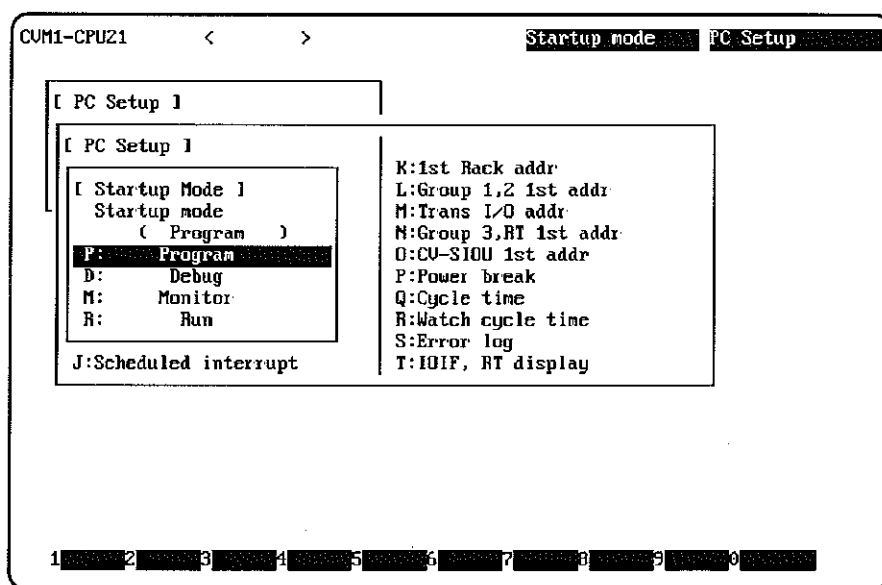 CVM1-CPU21 < > Startup mode PC Setup
[ PC Setup ]
[ PC Setup ]
[ Startup Mode ]
Startup mode
( Program )
P: Program
D: Debug
M: Monitor
R: Run
J:Scheduled interrupt
K:1st Rack addr
L:Group 1,2 1st addr
M:Trans I/O addr
N:Group 3,RT 1st addr
O:CV-SIOU 1st addr
P:Power break
Q:Cycle time
R:Watch cycle time
S:Error log
T:IOIF, RT display
1 2 3 4 5 6 7 8 9 0